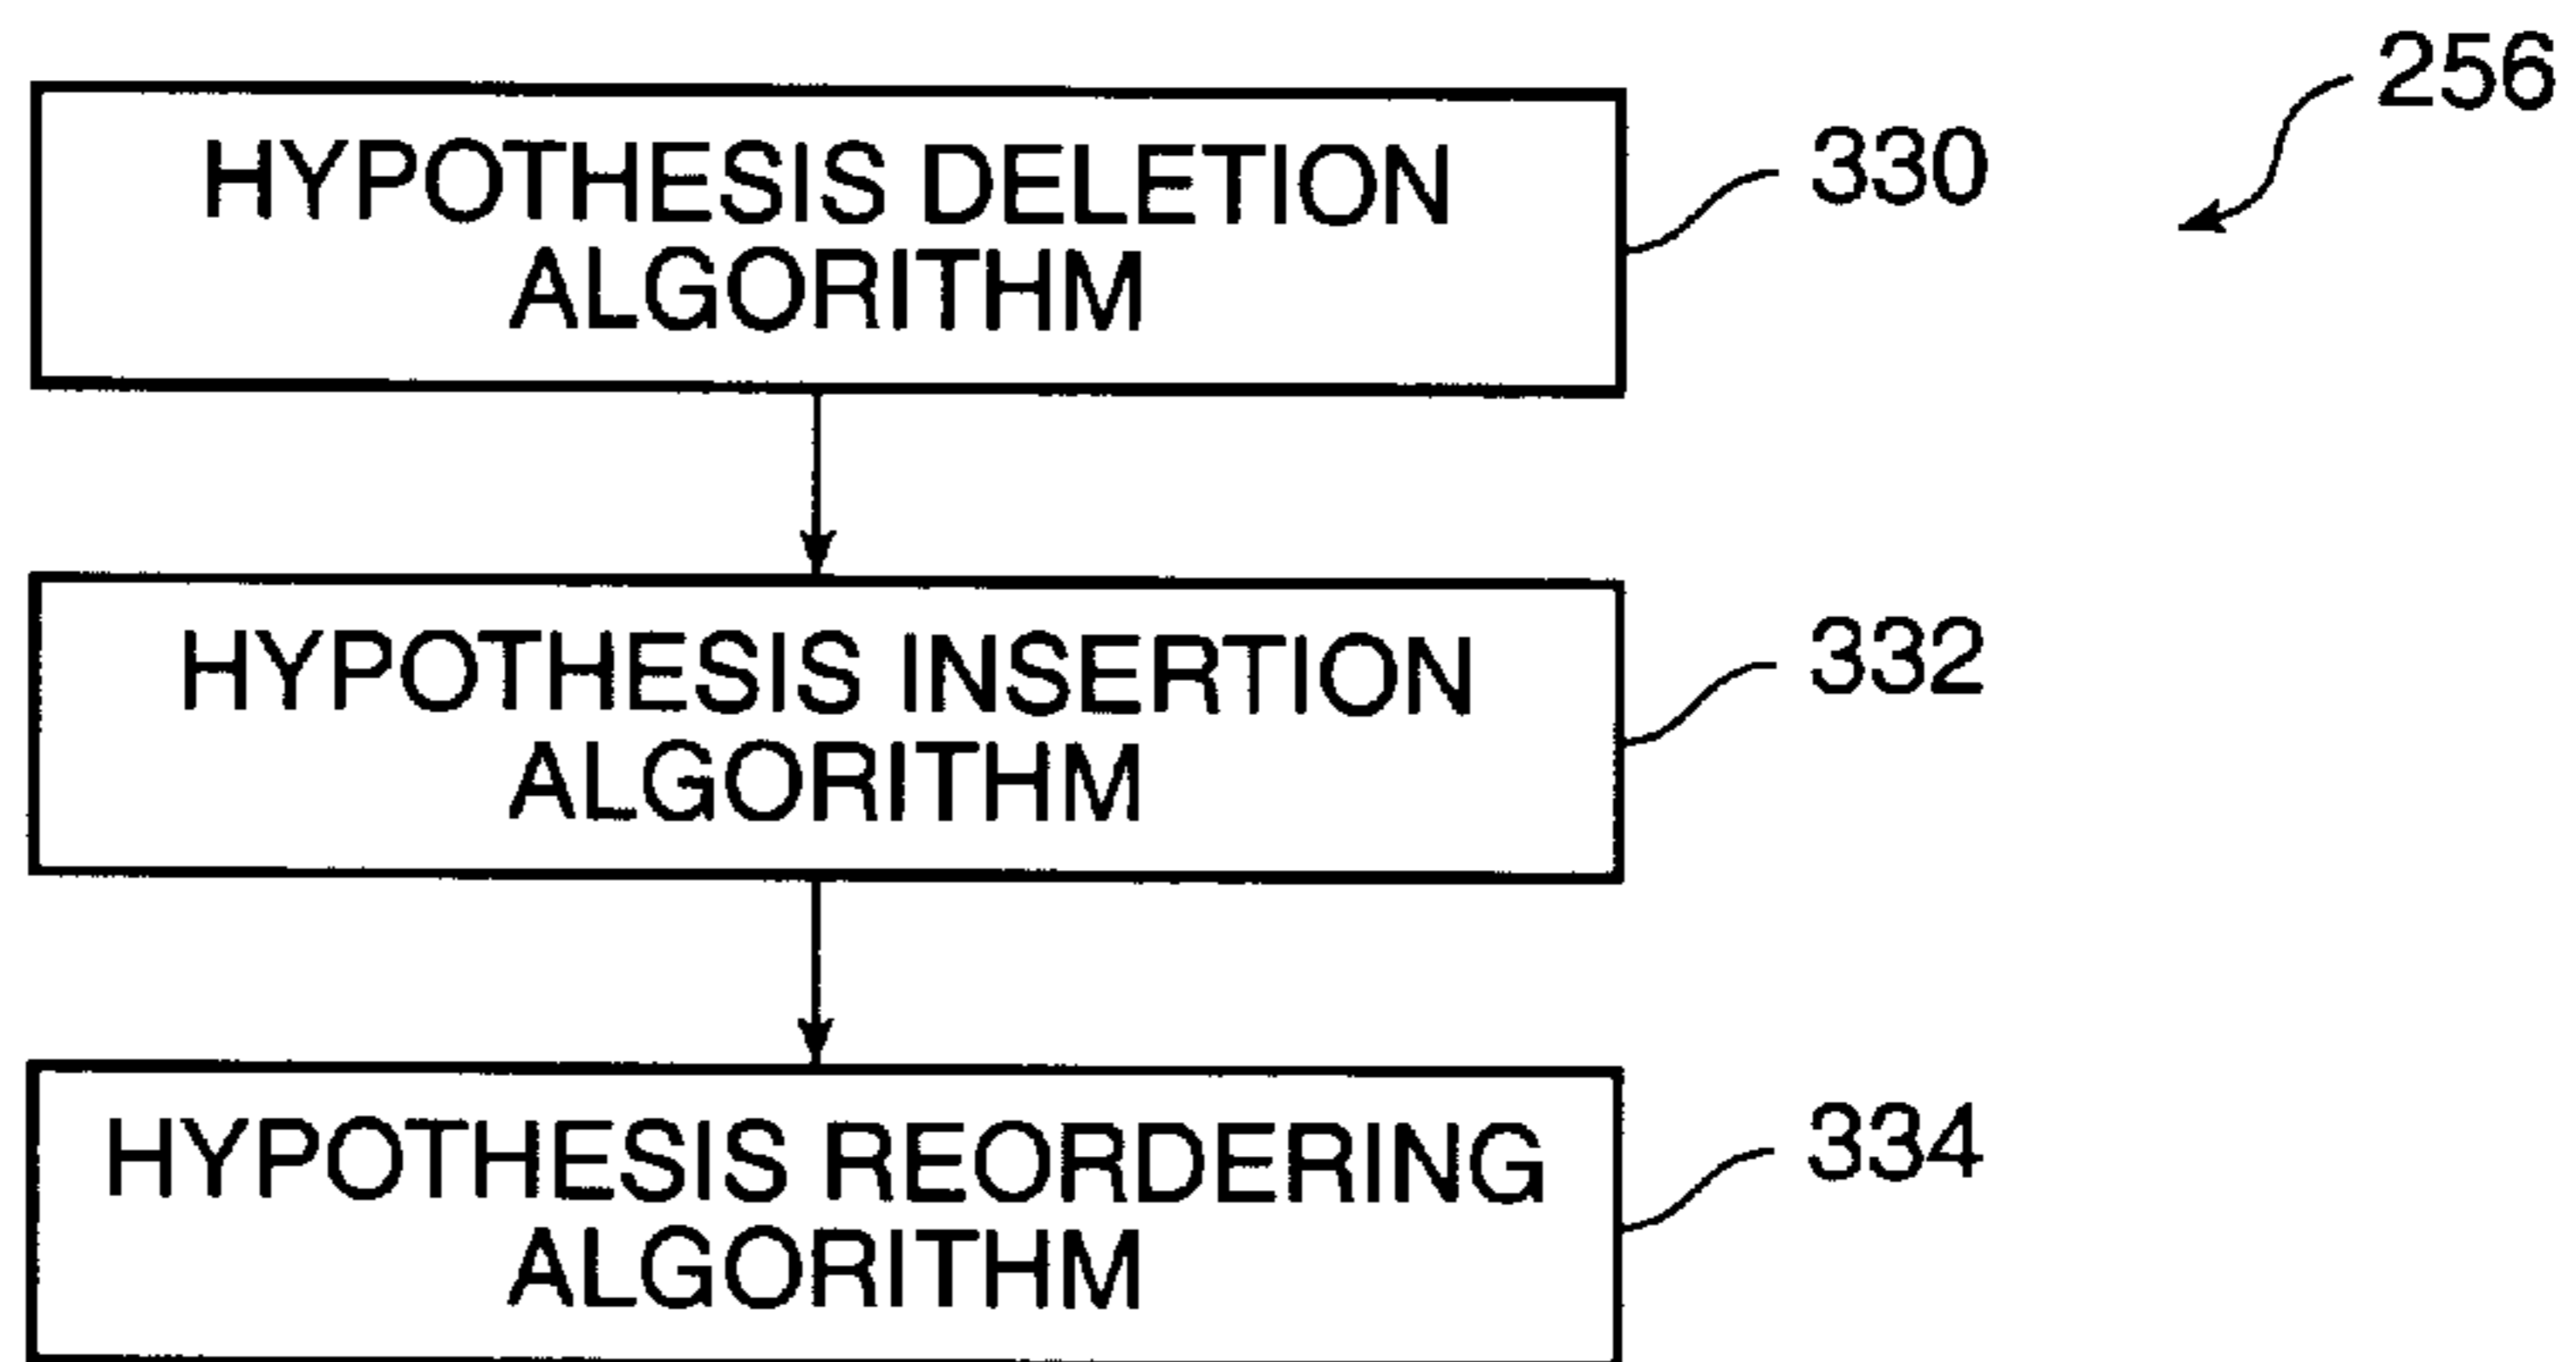 256
HYPOTHESIS DELETION
ALGORITHM
330
HYPOTHESIS INSERTION
ALGORITHM
332
HYPOTHESIS REORDERING
ALGORITHM
334